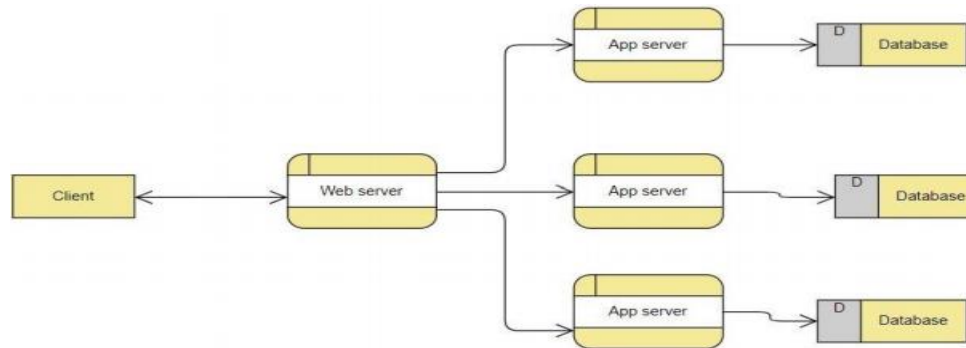 D
App server
Database
Client
Web server
App server
D
Database
App server
D
Database